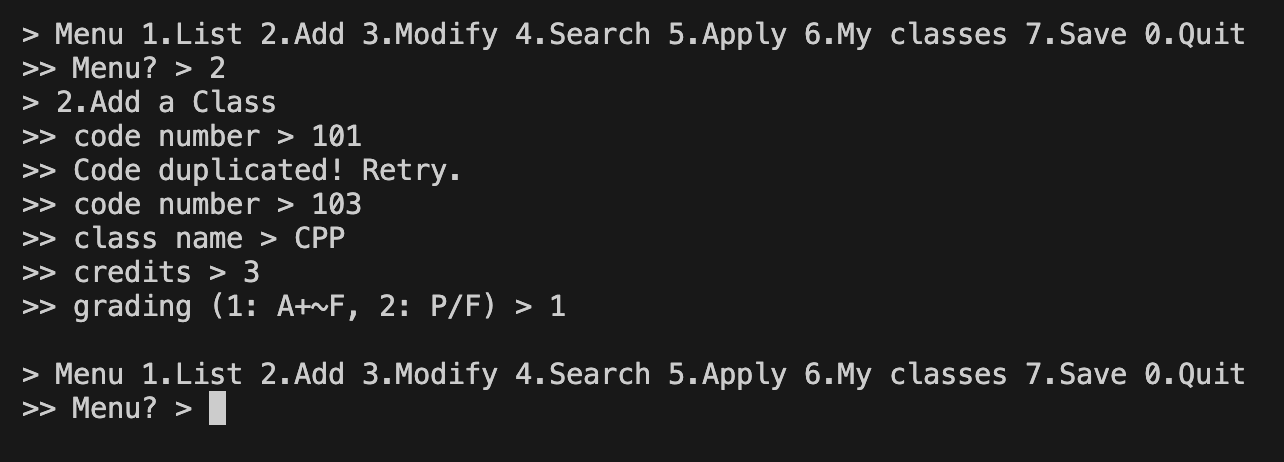 > Menu 1.List 2.Add 3.Modify 4.Search 5.Apply 6.My classes 7.Save 0.Quit
>> Menu? > 2
> 2.Add a Class
>> code number > 101
>> Code duplicated! Retry.
>> code number > 103
>> class name > CPP
>> credits > 3
>> grading (1: A+~F, 2: P/F) > 1
> Menu 1.List 2.Add 3.Modify 4.Search 5.Apply 6.My classes 7.Save 0.Quit
>> Menu? >